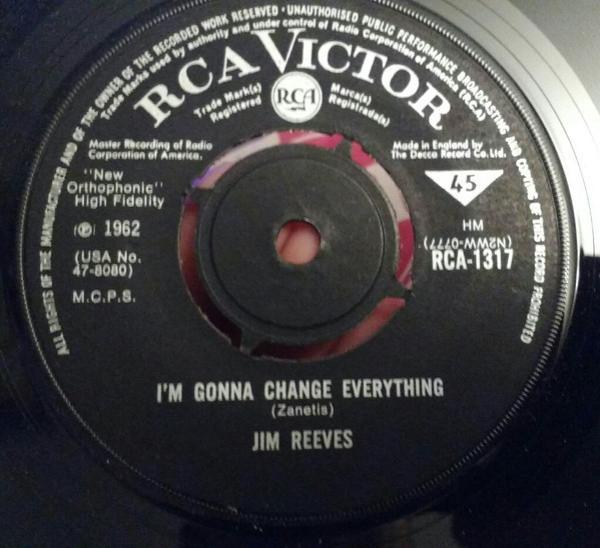 ALL RIGHTS OF THE MANUFACTURER AND OF THE OWNER OF THE RECORDED WORK RESERVED · UNAUTHORISED PUBLIC PERFORMANCE BROADCASTING AND COPYING OF THIS RECORD PROHIBITED
Trade Marks used by authority and under control of Radio Corporation of America (R.C.A)
RCA VICTOR
Trade Mark(s)
Registered
RCA
Marca(s)
Registrada(s)
Master Recording of Radio
Corporation of America.
Made in England by
The Decca Record Co. Ltd.
"New
Orthophonic"
High Fidelity
45
℗ 1962
HM
(N2WW-0777)
(USA No.
47-8080)
RCA-1317
M.C.P.S.
I'M GONNA CHANGE EVERYTHING
(Zanetis)
JIM REEVES